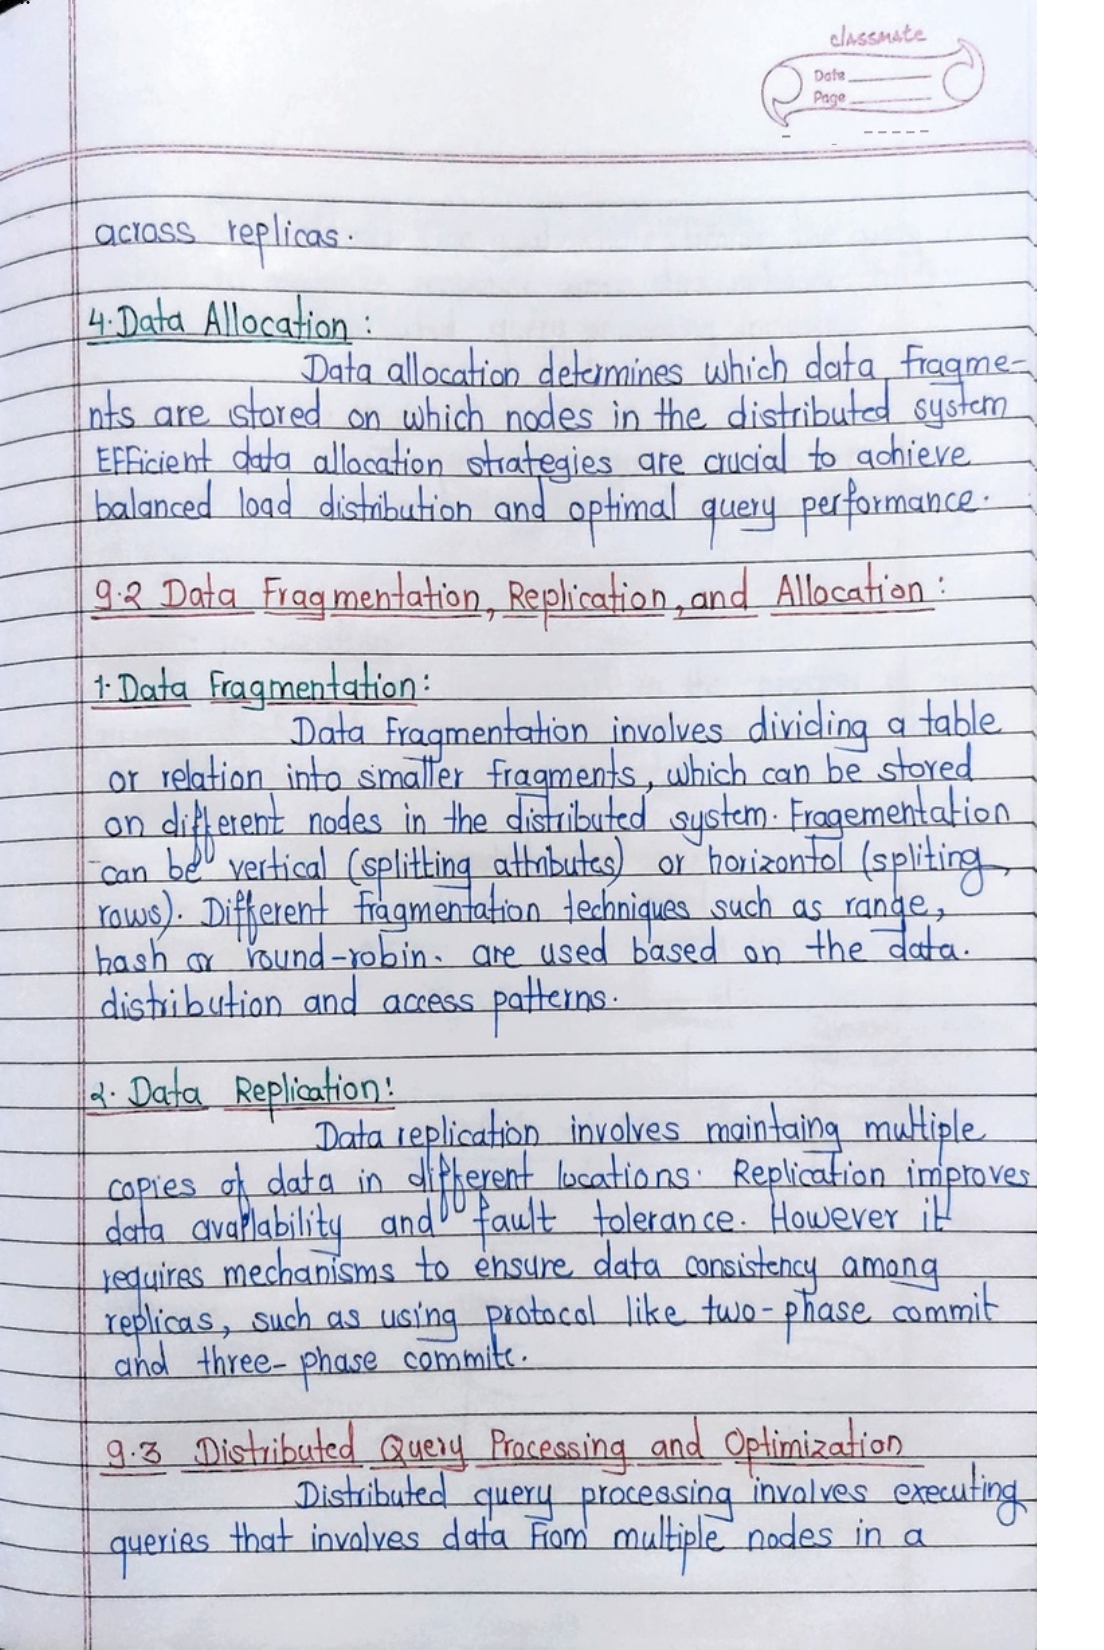 classmate
Date
Page
across replicas.
4. Data Allocation :
Data allocation determines which data fragme-
nts are stored on which nodes in the distributed system
Efficient data allocation strategies are crucial to achieve
balanced load distribution and optimal query performance.
9.2 Data Fragmentation, Replication, and Allocation :
1. Data Fragmentation :
Data Fragmentation involves dividing a table
or relation into smaller fragments, which can be stored
on different nodes in the distributed system. Fragementation
can be vertical (splitting attributes) or horizontol (spliting
rows). Different fragmentation techniques such as range,
hash or round-robin. are used based on the data.
distribution and access patterns.
2. Data Replication :
Data replication involves maintaing multiple
copies of data in different locations. Replication improves
data availability and fault tolerance. However it
requires mechanisms to ensure data consistency among
replicas, such as using protocol like two-phase commit
and three-phase commite.
9.3 Distributed Query Processing and Optimization
Distributed query processing involves executing
queries that involves data From multiple nodes in a